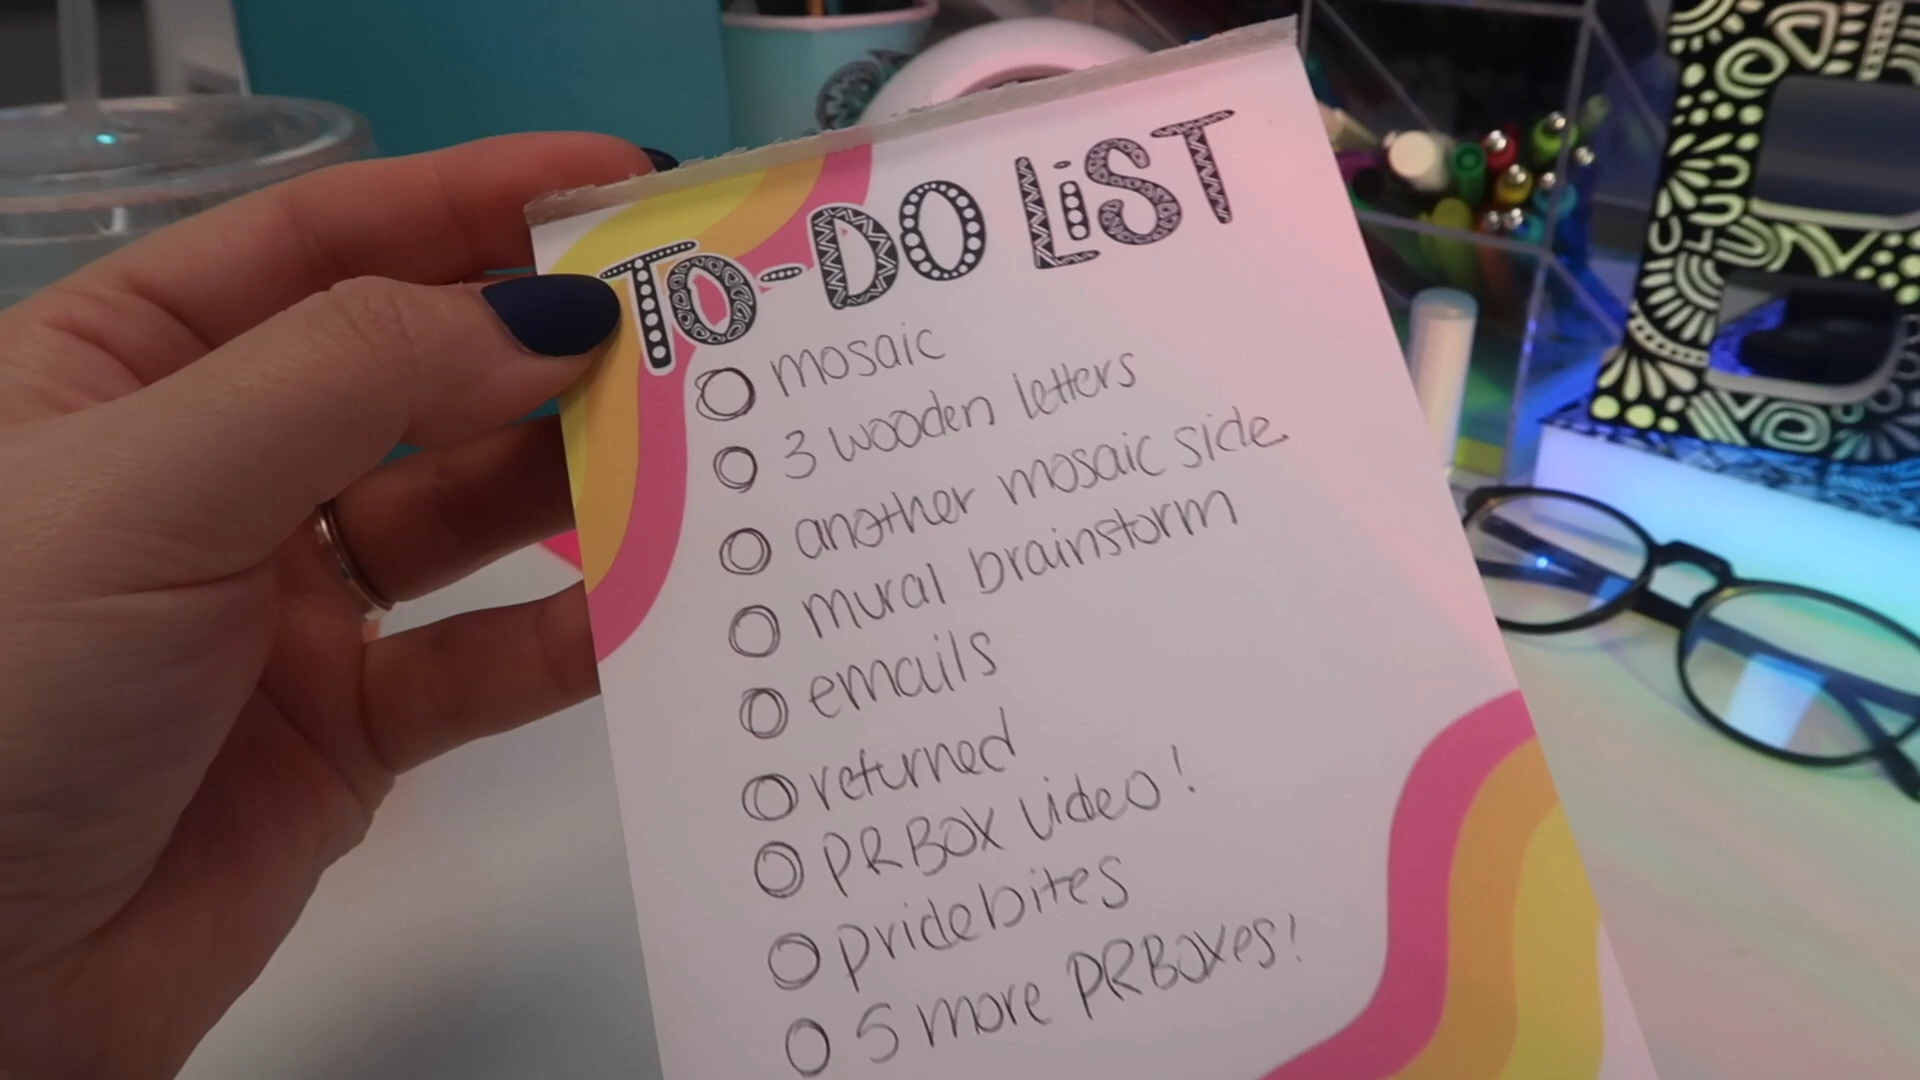 TO-DO LiST
mosaic
3 wooden letters
another mosaic side
mural brainstorm
emails
returned
PR BOX video!
pridebites
5 more PR BOXes!